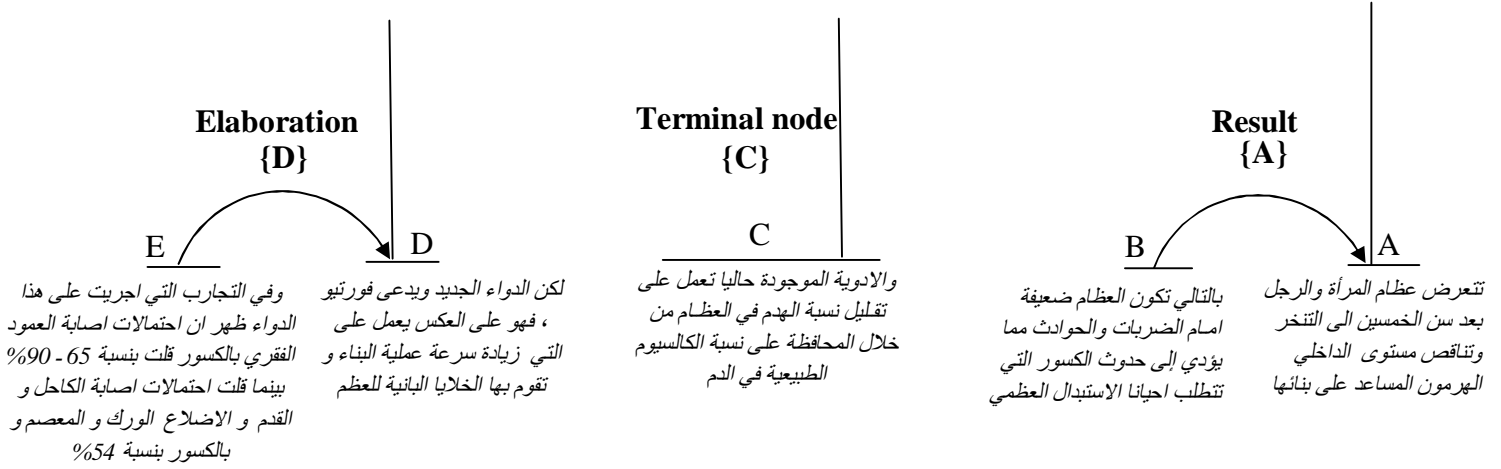 Result
{A}
A
تتعرض عظام المرأة والرجل
بعد سن الخمسين الى التنخر
وتناقص مستوى الداخلي
الهرمون المساعد على بنائها
B
بالتالي تكون العظام ضعيفة
امام الضربات والحوادث مما
يؤدي إلى حدوث الكسور التي
تتطلب احيانا الاستبدال العظمي
Terminal node
{C}
C
والادوية الموجودة حاليا تعمل على
تقليل نسبة الهدم في العظام من
خلال المحافظة على نسبة الكالسيوم
الطبيعية في الدم
Elaboration
{D}
D
لكن الدواء الجديد ويدعى فورتيو
، فهو على العكس يعمل على
التي زيادة سرعة عملية البناء و
تقوم بها الخلايا البانية للعظم
E
وفي التجارب التي اجريت على هذا
الدواء ظهر ان احتمالات اصابة العمود
الفقري بالكسور قلت بنسبة 65 - 90%
بينما قلت احتمالات اصابة الكاحل و
القدم و الاضلاع الورك و المعصم و
بالكسور بنسبة 54%